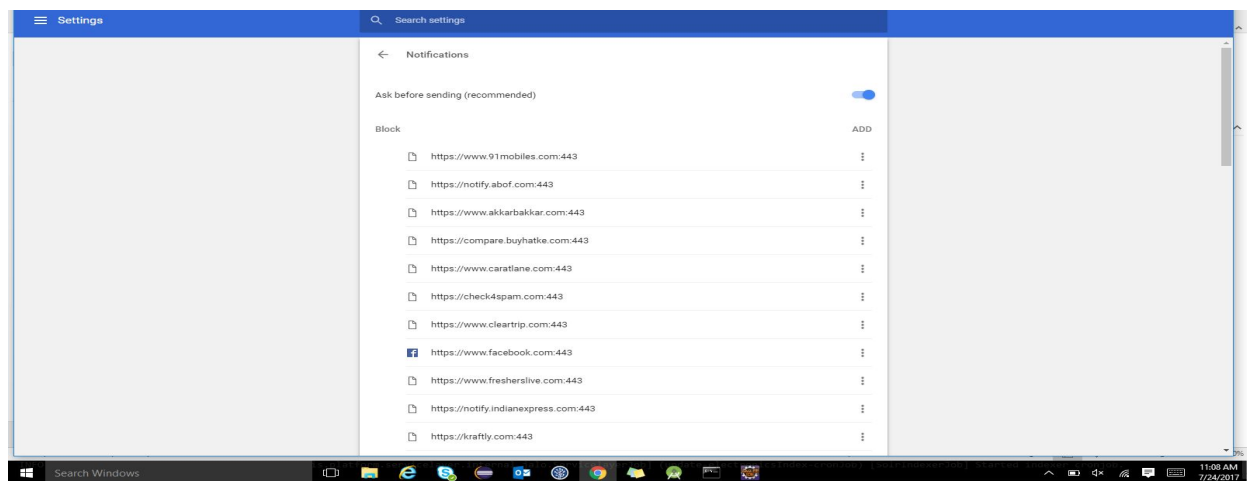 Settings
Search settings
Notifications
Ask before sending (recommended)
Block ADD
https://www.91mobiles.com:443
https://notify.abof.com:443
https://www.akkarbakkar.com:443
https://compare.buyhatke.com:443
https://www.caratlane.com:443
https://check4spam.com:443
https://www.cleartrip.com:443
https://www.facebook.com:443
https://www.fresherslive.com:443
https://notify.indianexpress.com:443
https://kraftly.com:443
Search Windows
11:08 AM
7/24/2017